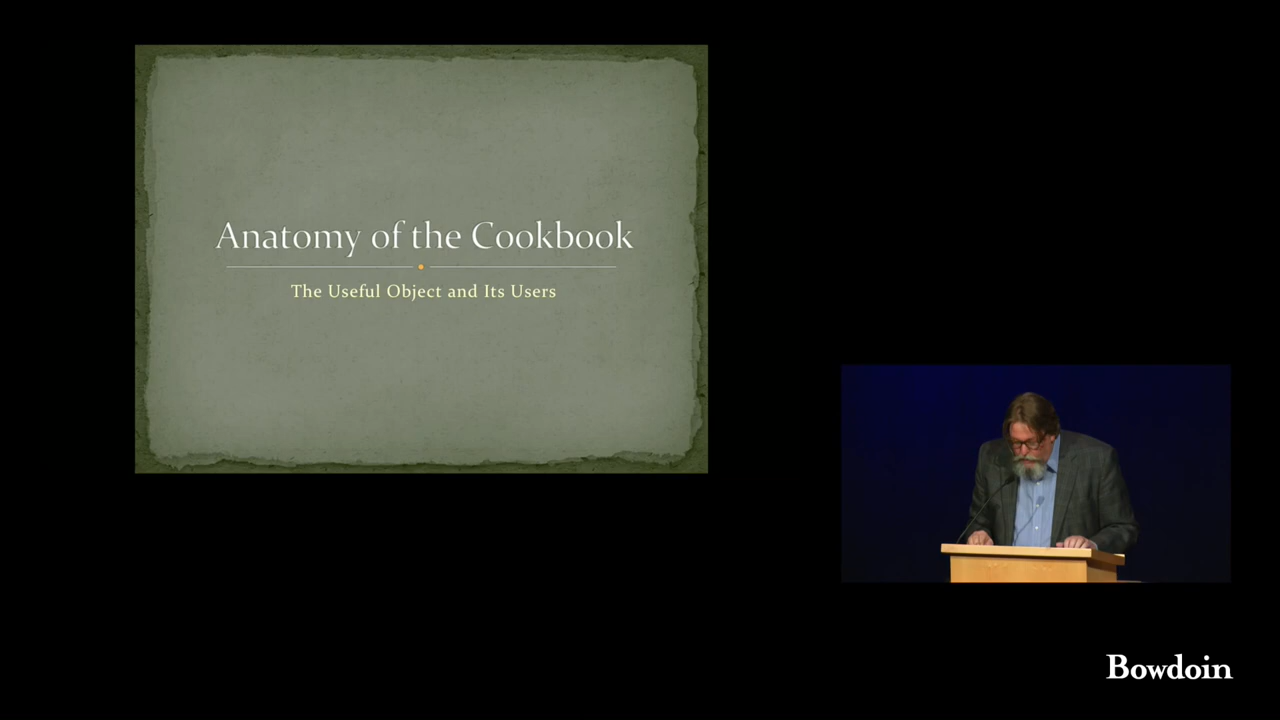 Anatomy of the Cookbook
The Useful Object and Its Users
Bowdoin